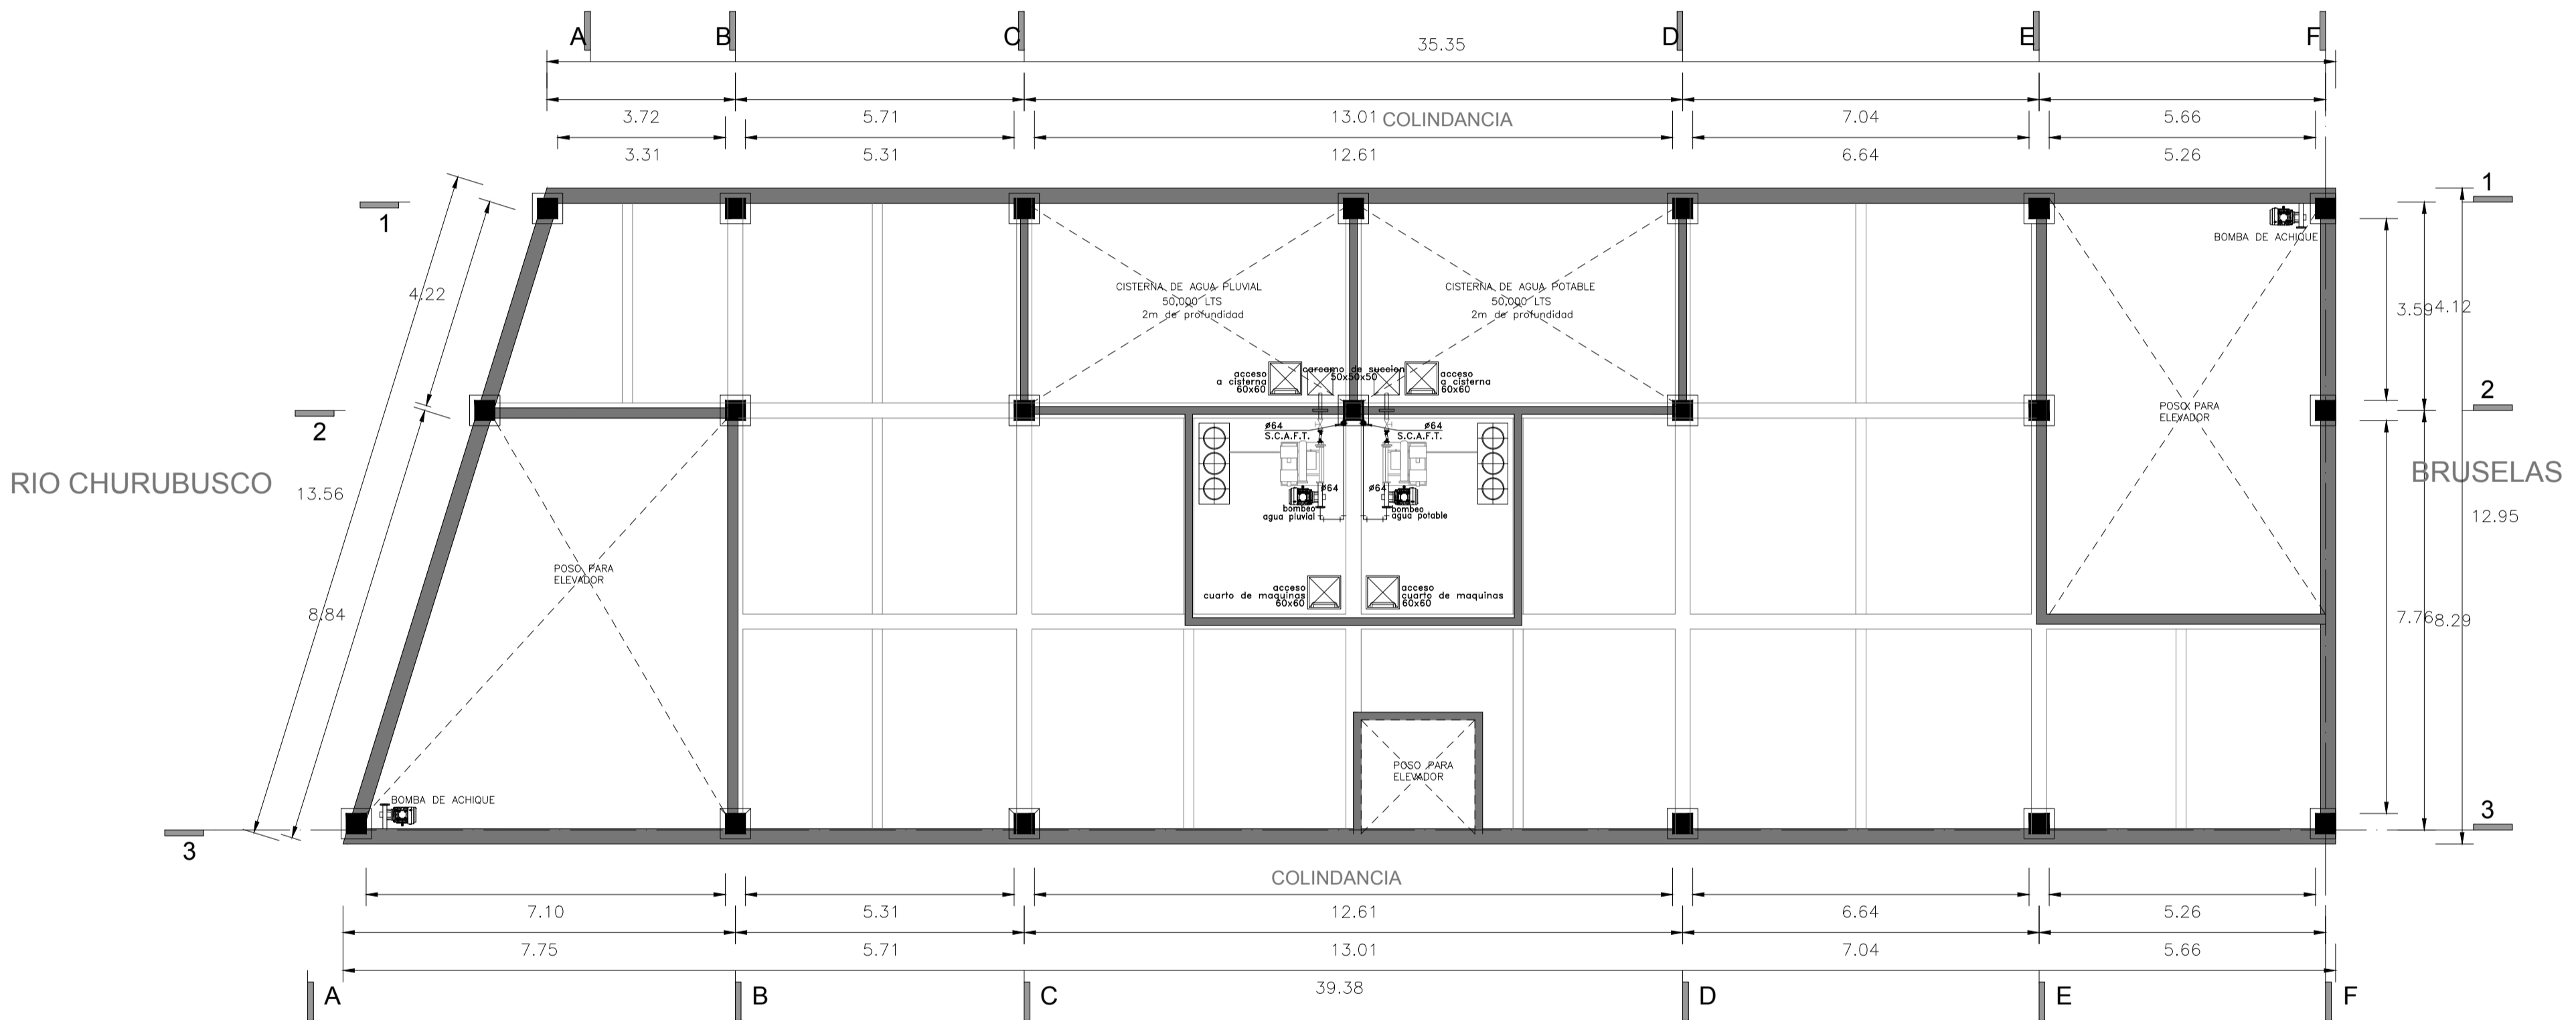 A
B
C
D
E
F
35.35
3.72
5.71
13.01
COLINDANCIA
7.04
5.66
3.31
5.31
12.61
6.64
5.26
1
1
4.22
BOMBA DE ACHIQUE
CISTERNA DE AGUA PLUVIAL
50,000 LTS
2m de profundidad
CISTERNA DE AGUA POTABLE
50,000 LTS
2m de profundidad
3.59
4.12
acceso
a cisterna
60x60
carcamo de succion
50x50x50
acceso
a cisterna
60x60
2
2
POSO PARA
ELEVADOR
ø64
S.C.A.F.T.
ø64
S.C.A.F.T.
RIO CHURUBUSCO
13.56
BRUSELAS
12.95
ø64
ø64
bombeo
agua pluvial
bombeo
agua potable
POSO PARA
ELEVADOR
acceso
cuarto de maquinas
60x60
acceso
cuarto de maquinas
60x60
8.84
7.76
8.29
POSO PARA
ELEVADOR
BOMBA DE ACHIQUE
3
3
COLINDANCIA
7.10
5.31
12.61
6.64
5.26
7.75
5.71
13.01
7.04
5.66
39.38
A
B
C
D
E
F